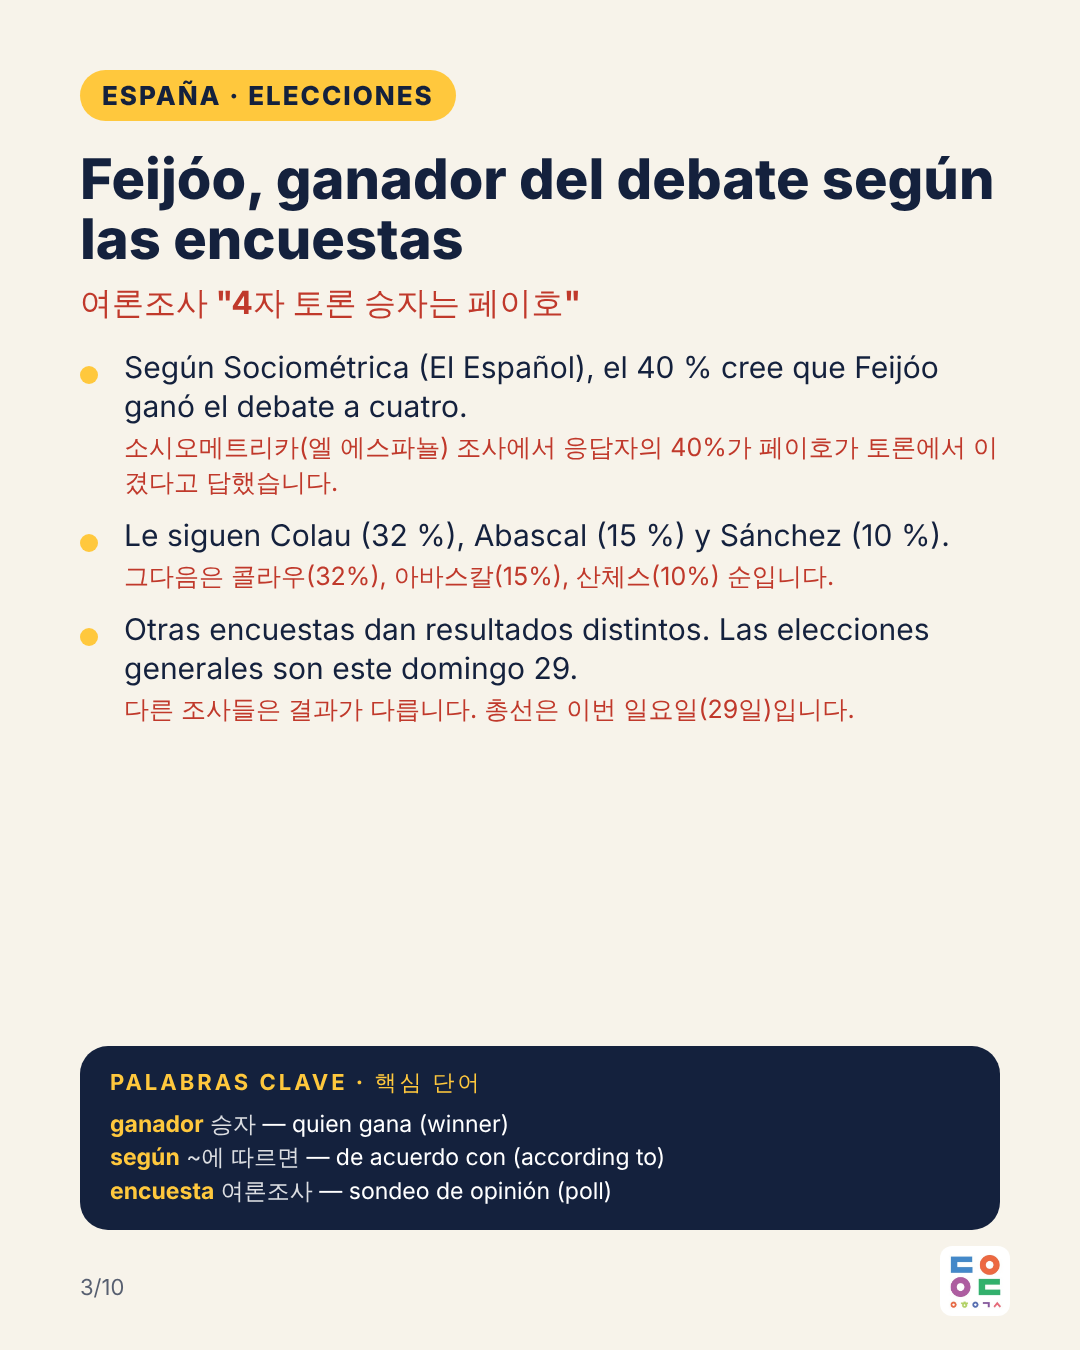 ESPAÑA · ELECCIONES
Feijóo, ganador del debate según
las encuestas
여론조사 "4자 토론 승자는 페이호"
Según Sociométrica (El Español), el 40 % cree que Feijóo
ganó el debate a cuatro.
소시오메트리카(엘 에스파뇰) 조사에서 응답자의 40%가 페이호가 토론에서 이
겼다고 답했습니다.
Le siguen Colau (32 %), Abascal (15 %) y Sánchez (10 %).
그다음은 콜라우(32%), 아바스칼(15%), 산체스(10%) 순입니다.
Otras encuestas dan resultados distintos. Las elecciones
generales son este domingo 29.
다른 조사들은 결과가 다릅니다. 총선은 이번 일요일(29일)입니다.
PALABRAS CLAVE · 핵심 단어
ganador 승자 — quien gana (winner)
según ~에 따르면 — de acuerdo con (according to)
encuesta 여론조사 — sondeo de opinión (poll)
3/10